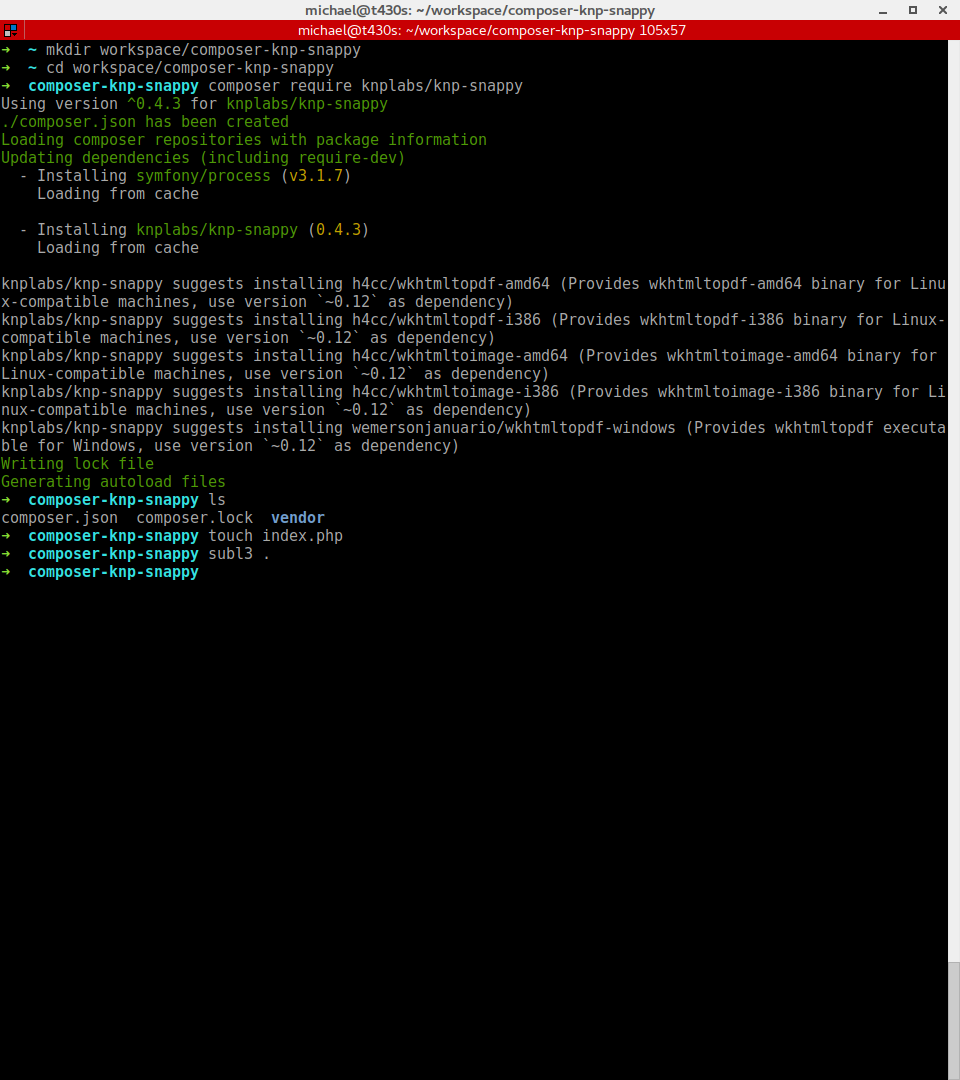 michael@t430s: ~/workspace/composer-knp-snappy
michael@t430s: ~/workspace/composer-knp-snappy 105x57
➜  ~ mkdir workspace/composer-knp-snappy
➜  ~ cd workspace/composer-knp-snappy
➜  composer-knp-snappy composer require knplabs/knp-snappy
Using version ^0.4.3 for knplabs/knp-snappy
./composer.json has been created
Loading composer repositories with package information
Updating dependencies (including require-dev)
  - Installing symfony/process (v3.1.7)
    Loading from cache

  - Installing knplabs/knp-snappy (0.4.3)
    Loading from cache

knplabs/knp-snappy suggests installing h4cc/wkhtmltopdf-amd64 (Provides wkhtmltopdf-amd64 binary for Linu
x-compatible machines, use version `~0.12` as dependency)
knplabs/knp-snappy suggests installing h4cc/wkhtmltopdf-i386 (Provides wkhtmltopdf-i386 binary for Linux-
compatible machines, use version `~0.12` as dependency)
knplabs/knp-snappy suggests installing h4cc/wkhtmltoimage-amd64 (Provides wkhtmltoimage-amd64 binary for 
Linux-compatible machines, use version `~0.12` as dependency)
knplabs/knp-snappy suggests installing h4cc/wkhtmltoimage-i386 (Provides wkhtmltoimage-i386 binary for Li
nux-compatible machines, use version `~0.12` as dependency)
knplabs/knp-snappy suggests installing wemersonjanuario/wkhtmltopdf-windows (Provides wkhtmltopdf executa
ble for Windows, use version `~0.12` as dependency)
Writing lock file
Generating autoload files
➜  composer-knp-snappy ls
composer.json  composer.lock  vendor
➜  composer-knp-snappy touch index.php
➜  composer-knp-snappy subl3 .
➜  composer-knp-snappy